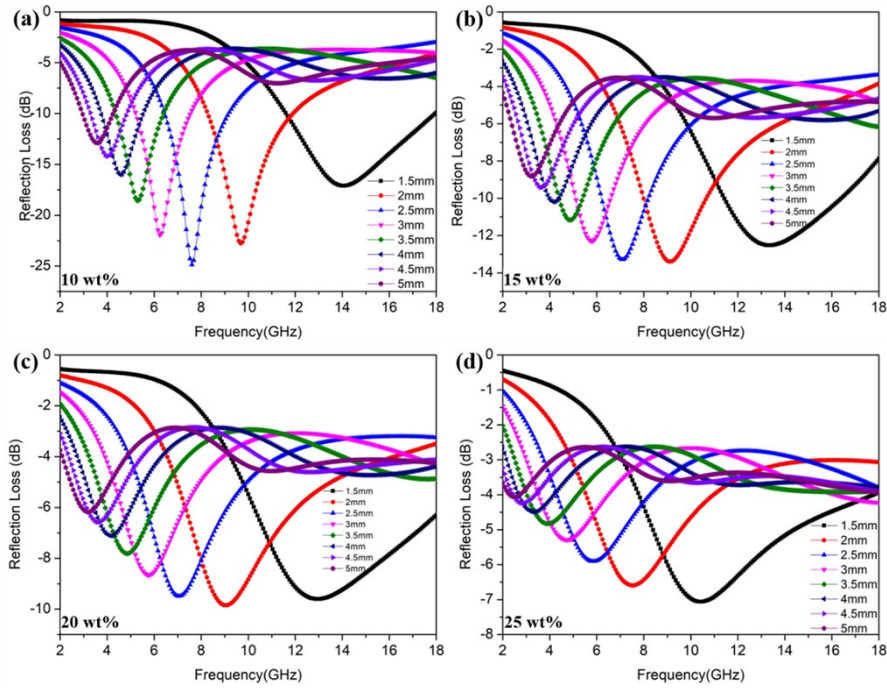 (a)
0
-5
-10
-15
-20
-25
Reflection Loss (dB)
1.5mm
2mm
2.5mm
3mm
3.5mm
4mm
4.5mm
5mm
10 wt%
2 4 6 8 10 12 14 16 18
Frequency(GHz)
(b)
0
-2
-4
-6
-8
-10
-12
-14
Reflection Loss (dB)
1.5mm
2mm
2.5mm
3mm
3.5mm
4mm
4.5mm
5mm
15 wt%
2 4 6 8 10 12 14 16 18
Frequency(GHz)
(c)
0
-2
-4
-6
-8
-10
Reflection Loss (dB)
1.5mm
2mm
2.5mm
3mm
3.5mm
4mm
4.5mm
5mm
20 wt%
2 4 6 8 10 12 14 16 18
Frequency(GHz)
(d)
0
-1
-2
-3
-4
-5
-6
-7
-8
Reflection Loss (dB)
1.5mm
2mm
2.5mm
3mm
3.5mm
4mm
4.5mm
5mm
25 wt%
2 4 6 8 10 12 14 16 18
Frequency(GHz)